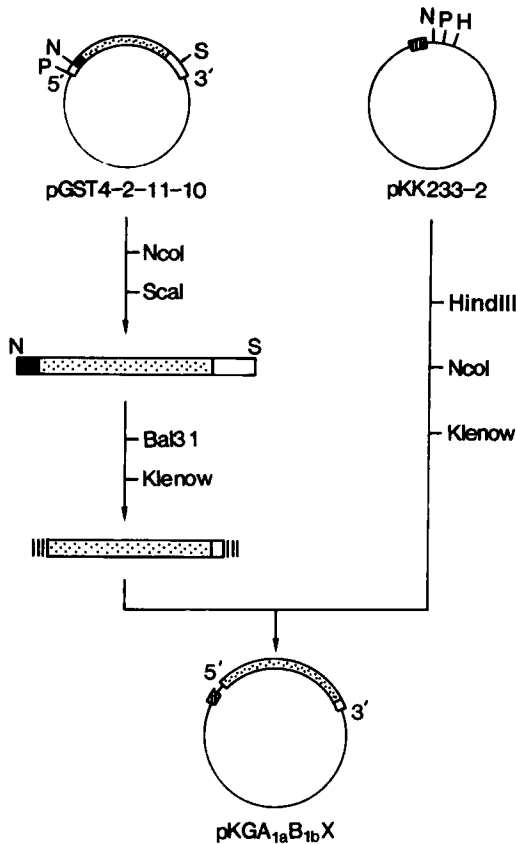 N
P
5′
S
3′
pGST4-2-11-10
N P H
pKK233-2
NcoI
ScaI
HindIII
NcoI
Klenow
N
S
Bal31
Klenow
5′
3′
pKGA1aB1bX